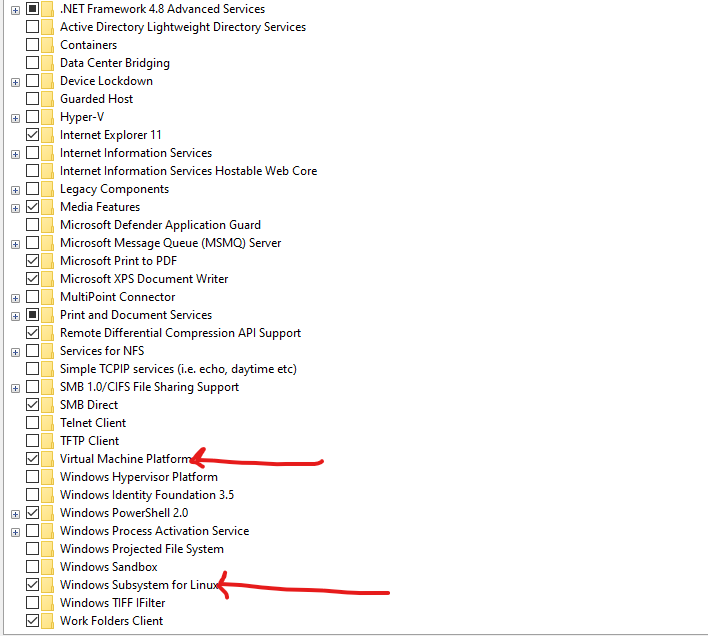 .NET Framework 4.8 Advanced Services
Active Directory Lightweight Directory Services
Containers
Data Center Bridging
Device Lockdown
Guarded Host
Hyper-V
Internet Explorer 11
Internet Information Services
Internet Information Services Hostable Web Core
Legacy Components
Media Features
Microsoft Defender Application Guard
Microsoft Message Queue (MSMQ) Server
Microsoft Print to PDF
Microsoft XPS Document Writer
MultiPoint Connector
Print and Document Services
Remote Differential Compression API Support
Services for NFS
Simple TCPIP services (i.e. echo, daytime etc)
SMB 1.0/CIFS File Sharing Support
SMB Direct
Telnet Client
TFTP Client
Virtual Machine Platform
Windows Hypervisor Platform
Windows Identity Foundation 3.5
Windows PowerShell 2.0
Windows Process Activation Service
Windows Projected File System
Windows Sandbox
Windows Subsystem for Linux
Windows TIFF IFilter
Work Folders Client